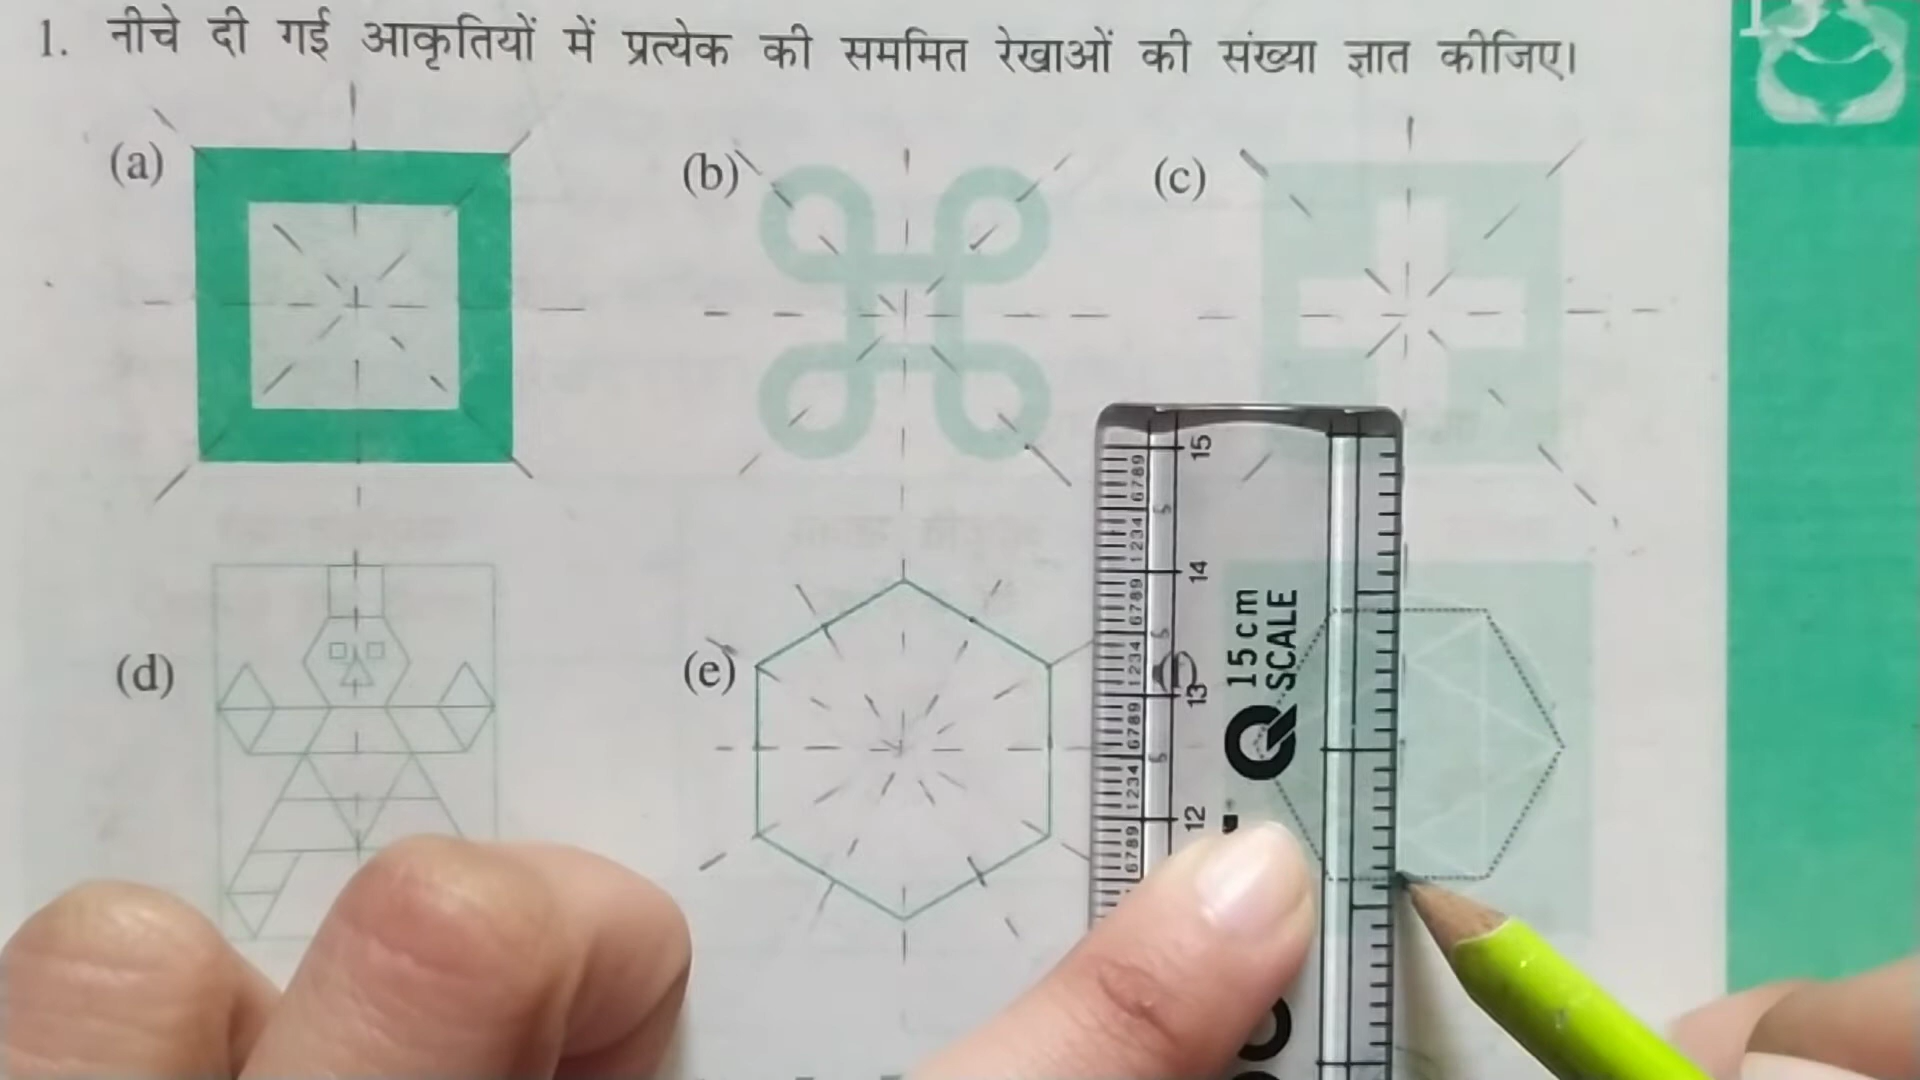 1. नीचे दी गई आकृतियों में प्रत्येक की सममित रेखाओं की संख्या ज्ञात कीजिए।
(a)
(b)
(c)
(d)
(e)
15
14
13
12
15 cm
SCALE